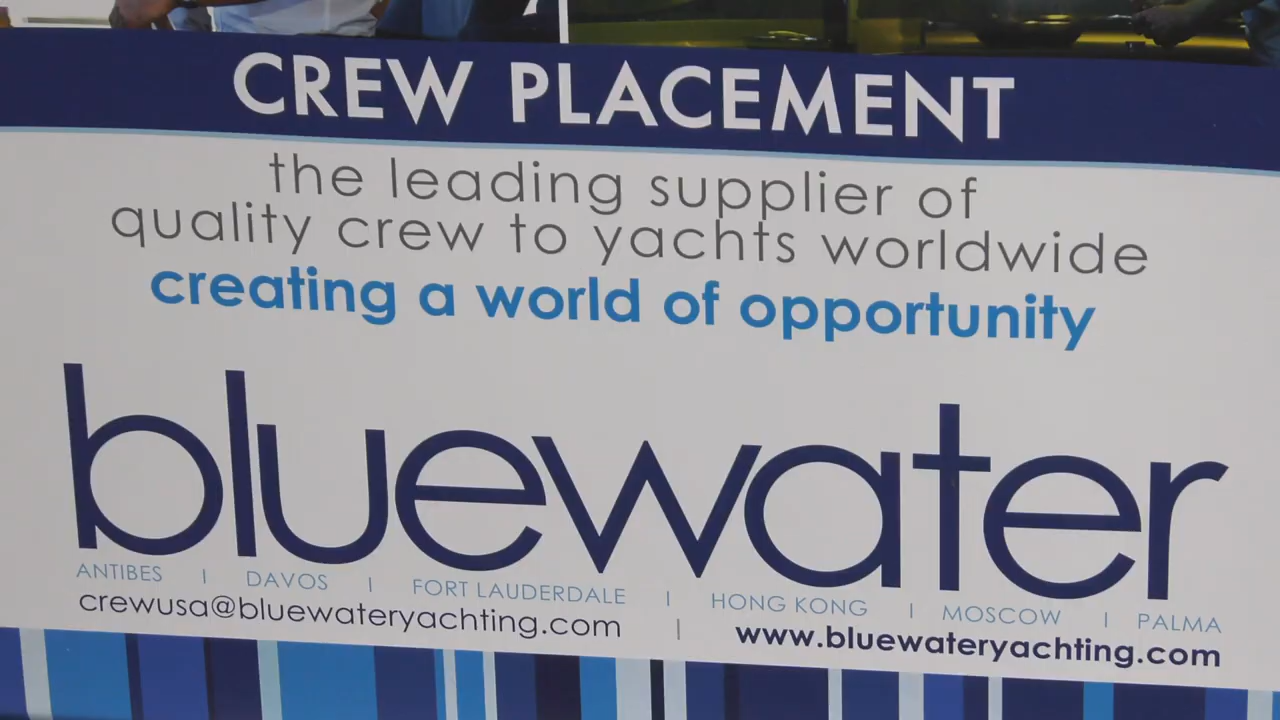 CREW PLACEMENT
the leading supplier of
quality crew to yachts worldwide
creating a world of opportunity
bluewater
ANTIBES | DAVOS | FORT LAUDERDALE | HONG KONG | MOSCOW | PALMA
crewusa@bluewateryachting.com | www.bluewateryachting.com